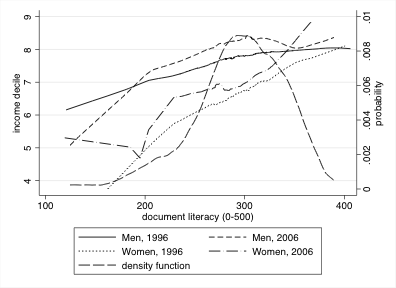 9
8
7
6
5
4
income decile
.01
.008
.006
.004
.002
0
probability
100 200 300 400
document literacy (0-500)
Men, 1996 Men, 2006
Women, 1996 Women, 2006
density function